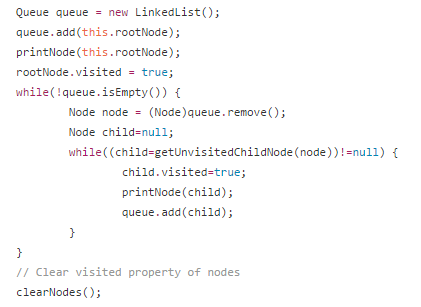 Queue queue = new LinkedList();
queue.add(this.rootNode);
printNode(this.rootNode);
rootNode.visited = true;
while(!queue.isEmpty()) {
        Node node = (Node)queue.remove();
        Node child=null;
        while((child=getUnvisitedChildNode(node))!=null) {
                child.visited=true;
                printNode(child);
                queue.add(child);
        }
}
// Clear visited property of nodes
clearNodes();